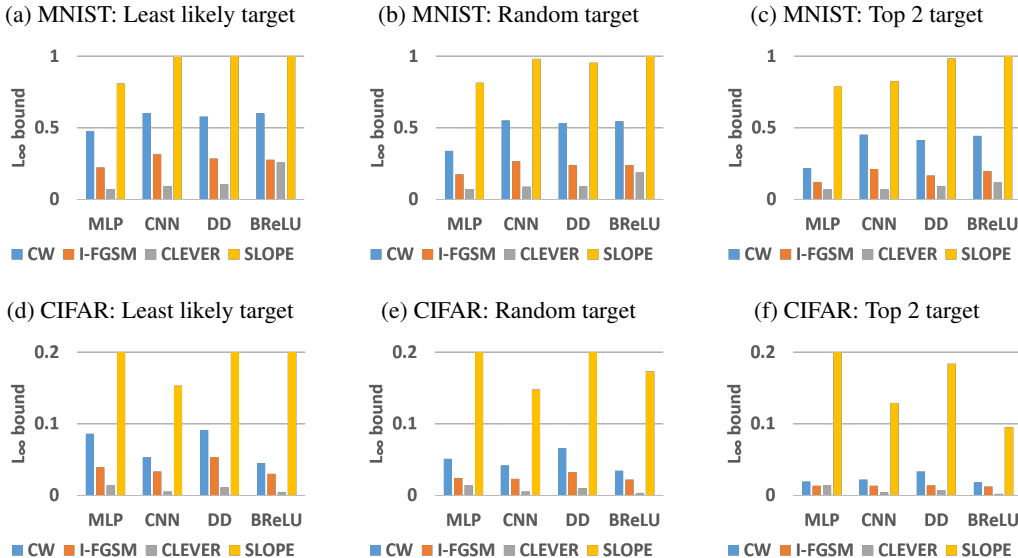 (a) MNIST: Least likely target
(b) MNIST: Random target
(c) MNIST: Top 2 target
1
0.5
0
L∞ bound
MLP CNN DD BReLU
CW I-FGSM CLEVER SLOPE
1
0.5
0
L∞ bound
MLP CNN DD BReLU
CW I-FGSM CLEVER SLOPE
1
0.5
0
L∞ bound
MLP CNN DD BReLU
CW I-FGSM CLEVER SLOPE
(d) CIFAR: Least likely target
(e) CIFAR: Random target
(f) CIFAR: Top 2 target
0.2
0.1
0
L∞ bound
MLP CNN DD BReLU
CW I-FGSM CLEVER SLOPE
0.2
0.1
0
L∞ bound
MLP CNN DD BReLU
CW I-FGSM CLEVER SLOPE
0.2
0.1
0
L∞ bound
MLP CNN DD BReLU
CW I-FGSM CLEVER SLOPE